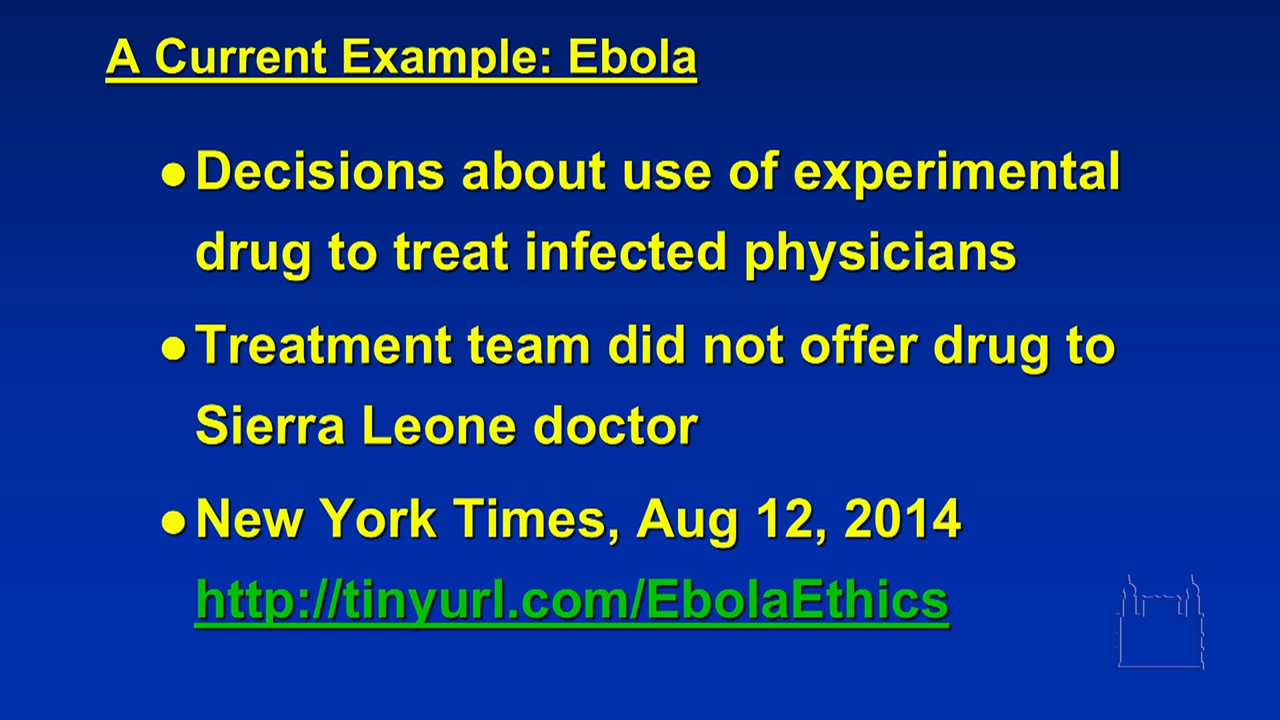 A Current Example: Ebola
● Decisions about use of experimental
drug to treat infected physicians
● Treatment team did not offer drug to
Sierra Leone doctor
● New York Times, Aug 12, 2014
http://tinyurl.com/EbolaEthics